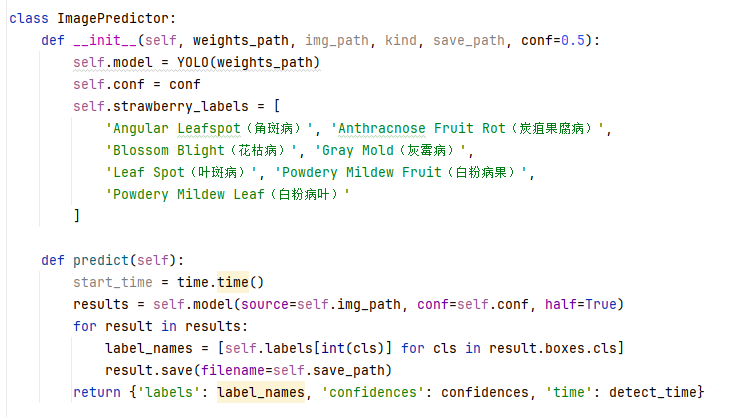 class ImagePredictor:
    def __init__(self, weights_path, img_path, kind, save_path, conf=0.5):
        self.model = YOLO(weights_path)
        self.conf = conf
        self.strawberry_labels = [
            'Angular Leafspot（角斑病）', 'Anthracnose Fruit Rot（炭疽果腐病）',
            'Blossom Blight（花枯病）', 'Gray Mold（灰霉病）',
            'Leaf Spot（叶斑病）', 'Powdery Mildew Fruit（白粉病果）',
            'Powdery Mildew Leaf（白粉病叶）'
        ]
    def predict(self):
        start_time = time.time()
        results = self.model(source=self.img_path, conf=self.conf, half=True)
        for result in results:
            label_names = [self.labels[int(cls)] for cls in result.boxes.cls]
            result.save(filename=self.save_path)
        return {'labels': label_names, 'confidences': confidences, 'time': detect_time}